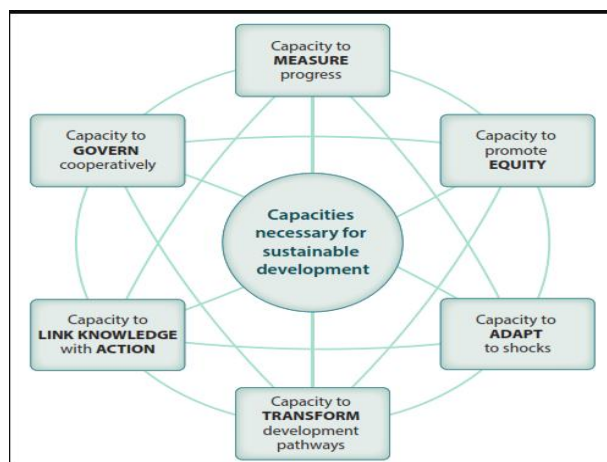 Capacity to
MEASURE
progress
Capacity to
GOVERN
cooperatively
Capacity to
promote
EQUITY
Capacities
necessary for
sustainable
development
Capacity to
LINK KNOWLEDGE
with ACTION
Capacity to
ADAPT
to shocks
Capacity to
TRANSFORM
development
pathways